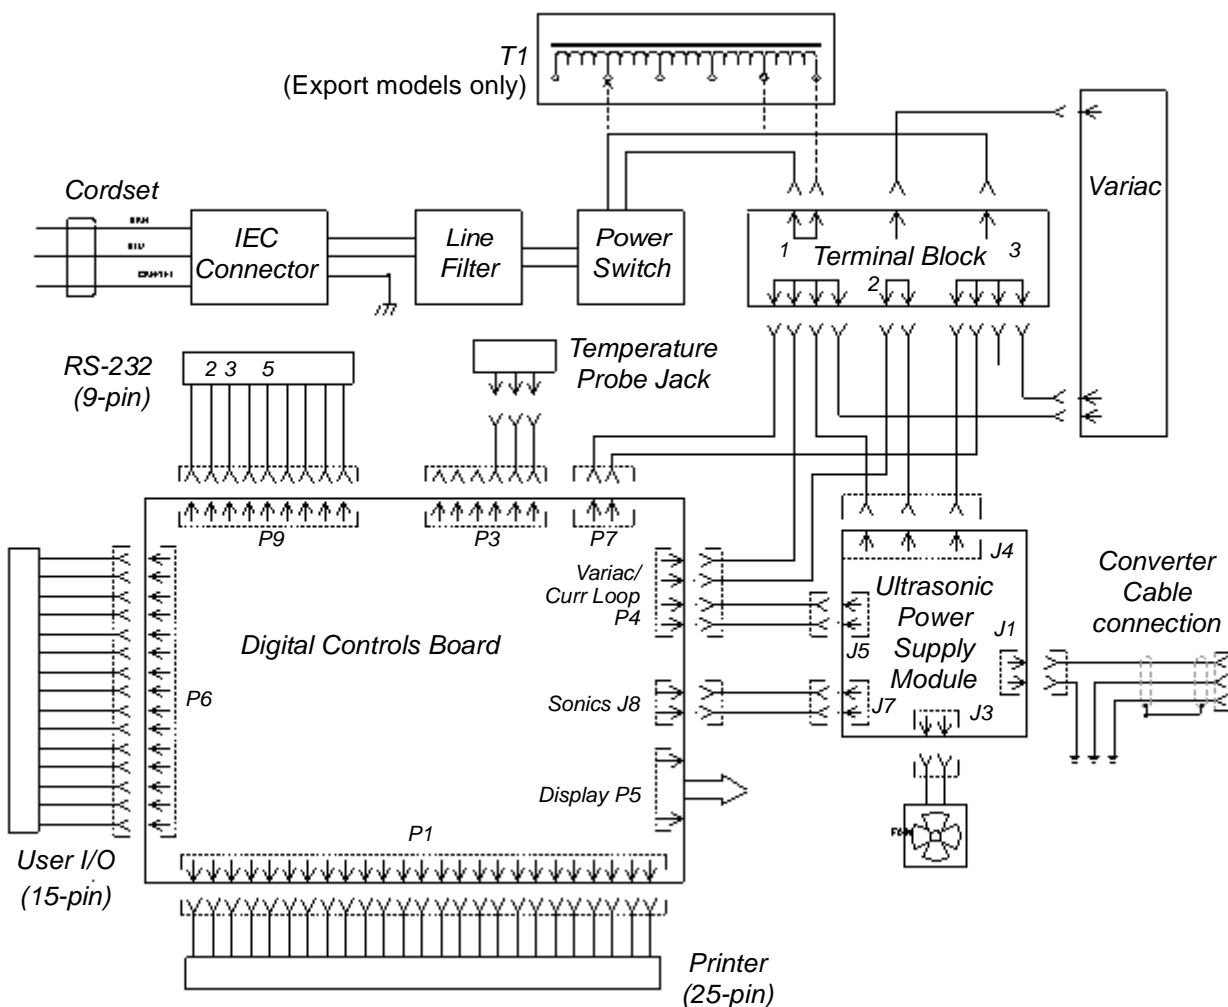 T1
(Export models only)
Cordset
IEC
Connector
Line
Filter
Power
Switch
Variac
1
Terminal Block
3
2
RS-232
(9-pin)
2 3 5
Temperature
Probe Jack
P9
P3
P7
J4
Variac/
Curr Loop
P4
Ultrasonic
Power
Supply
Module
Converter
Cable
connection
J1
J5
Digital Controls Board
P6
Sonics J8
J7
J3
Display P5
P1
User I/O
(15-pin)
Printer
(25-pin)